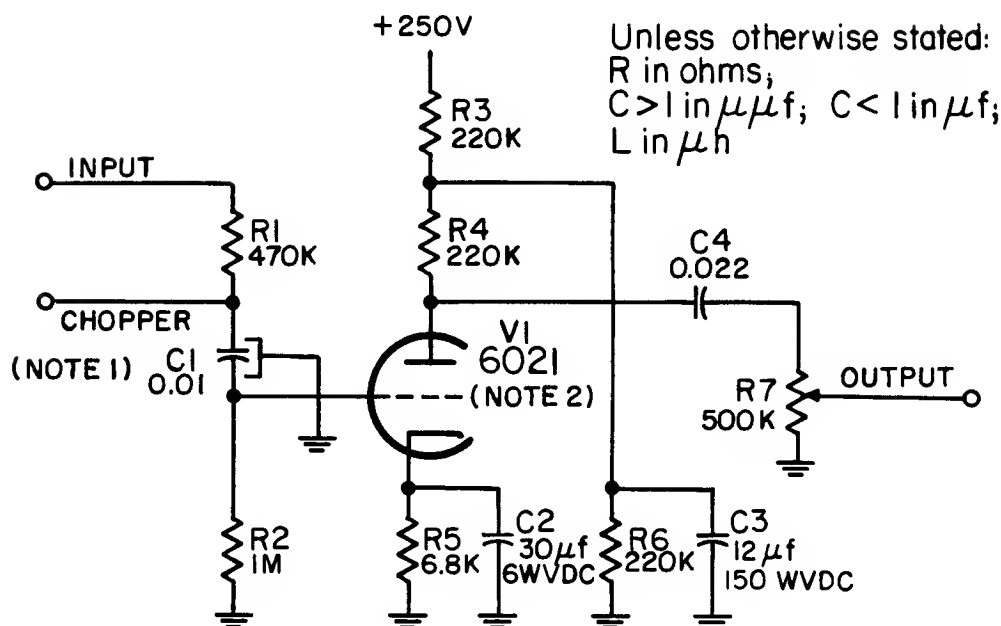 +250V
Unless otherwise stated:
R in ohms;
C>1 in μμf; C<1 in μf;
L in μh
R3
220K
INPUT
R1
470K
R4
220K
C4
0.022
CHOPPER
(NOTE 1)
C1
0.01
V1
6021
(NOTE 2)
R7
500K
OUTPUT
R2
1M
R5
6.8K
C2
30μf
6WVDC
R6
220K
C3
12μf
150 WVDC